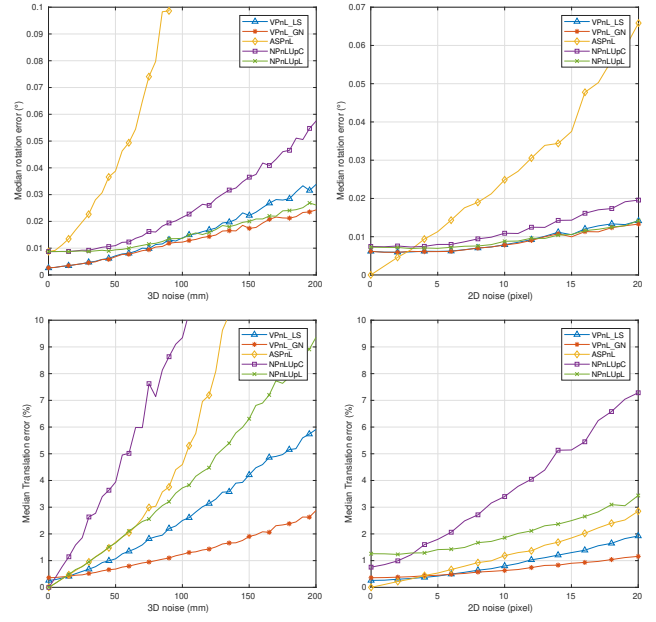 0.1
0.09
0.08
0.07
0.06
0.05
0.04
0.03
0.02
0.01
0
Median rotation error (°)
0 50 100 150 200
3D noise (mm)
VPnL_LS
VPnL_GN
ASPnL
NPnLUpC
NPnLUpL
0.07
0.06
0.05
0.04
0.03
0.02
0.01
0
Median rotation error (°)
0 5 10 15 20
2D noise (pixel)
VPnL_LS
VPnL_GN
ASPnL
NPnLUpC
NPnLUpL
10
9
8
7
6
5
4
3
2
1
0
Median Translation error (%)
0 50 100 150 200
3D noise (mm)
VPnL_LS
VPnL_GN
ASPnL
NPnLUpC
NPnLUpL
10
9
8
7
6
5
4
3
2
1
0
Median Translation error (%)
0 5 10 15 20
2D noise (pixel)
VPnL_LS
VPnL_GN
ASPnL
NPnLUpC
NPnLUpL